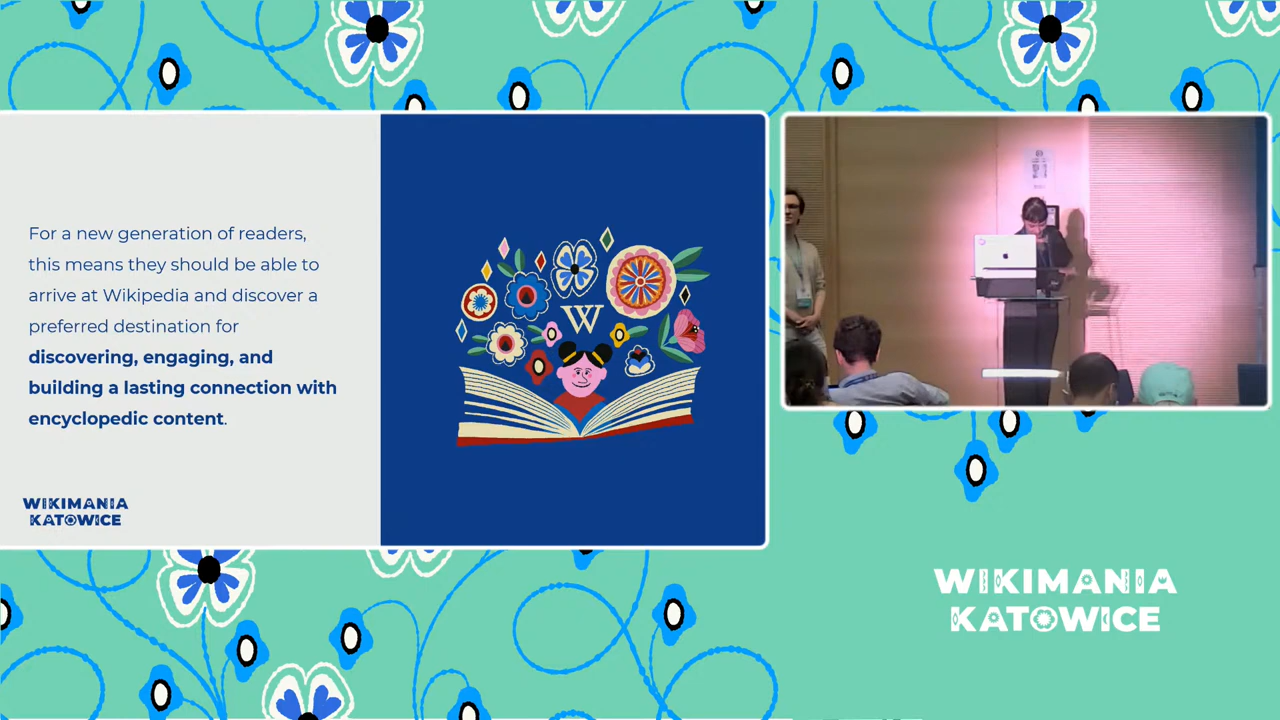 For a new generation of readers,
this means they should be able to
arrive at Wikipedia and discover a
preferred destination for
discovering, engaging, and
building a lasting connection with
encyclopedic content.
WIKIMANIA
KATOWICE
W
WIKIMANIA
KATOWICE